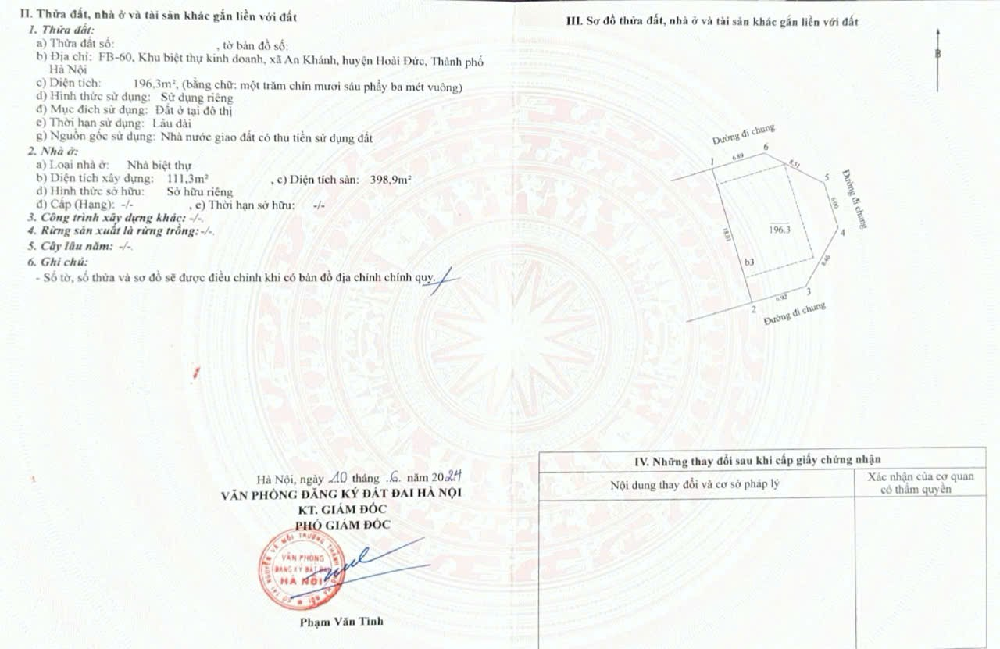 II. Thửa đất, nhà ở và tài sản khác gắn liền với đất
1. Thửa đất:
a) Thửa đất số: , tờ bản đồ số:
b) Địa chỉ: FB-60, Khu biệt thự kinh doanh, xã An Khánh, huyện Hoài Đức, Thành phố
Hà Nội
c) Diện tích: 196,3m², (bằng chữ: một trăm chín mươi sáu phẩy ba mét vuông)
d) Hình thức sử dụng: Sử dụng riêng
đ) Mục đích sử dụng: Đất ở tại đô thị
e) Thời hạn sử dụng: Lâu dài
g) Nguồn gốc sử dụng: Nhà nước giao đất có thu tiền sử dụng đất
2. Nhà ở:
a) Loại nhà ở: Nhà biệt thự
b) Diện tích xây dựng: 111,3m² , c) Diện tích sàn: 398,9m²
d) Hình thức sở hữu: Sở hữu riêng
đ) Cấp (Hạng): -/- , e) Thời hạn sở hữu: -/-
3. Công trình xây dựng khác: -/-.
4. Rừng sản xuất là rừng trồng:-/-.
5. Cây lâu năm: -/-.
6. Ghi chú:
- Số tờ, số thửa và sơ đồ sẽ được điều chỉnh khi có bản đồ địa chính chính quy.
Hà Nội, ngày 10 tháng 6 năm 2024
VĂN PHÒNG ĐĂNG KÝ ĐẤT ĐAI HÀ NỘI
KT. GIÁM ĐỐC
PHÓ GIÁM ĐỐC
VĂN PHÒNG
ĐĂNG KÝ ĐẤT ĐAI
HÀ NỘI
Phạm Văn Tình
III. Sơ đồ thửa đất, nhà ở và tài sản khác gắn liền với đất
B
Đường đi chung
1
6.89
6
8.51
5
Đường đi chung
6.00
4
18.01
196.3
b3
8.46
3
6.92
2
Đường đi chung
IV. Những thay đổi sau khi cấp giấy chứng nhận
Nội dung thay đổi và cơ sở pháp lý
Xác nhận của cơ quan
có thẩm quyền